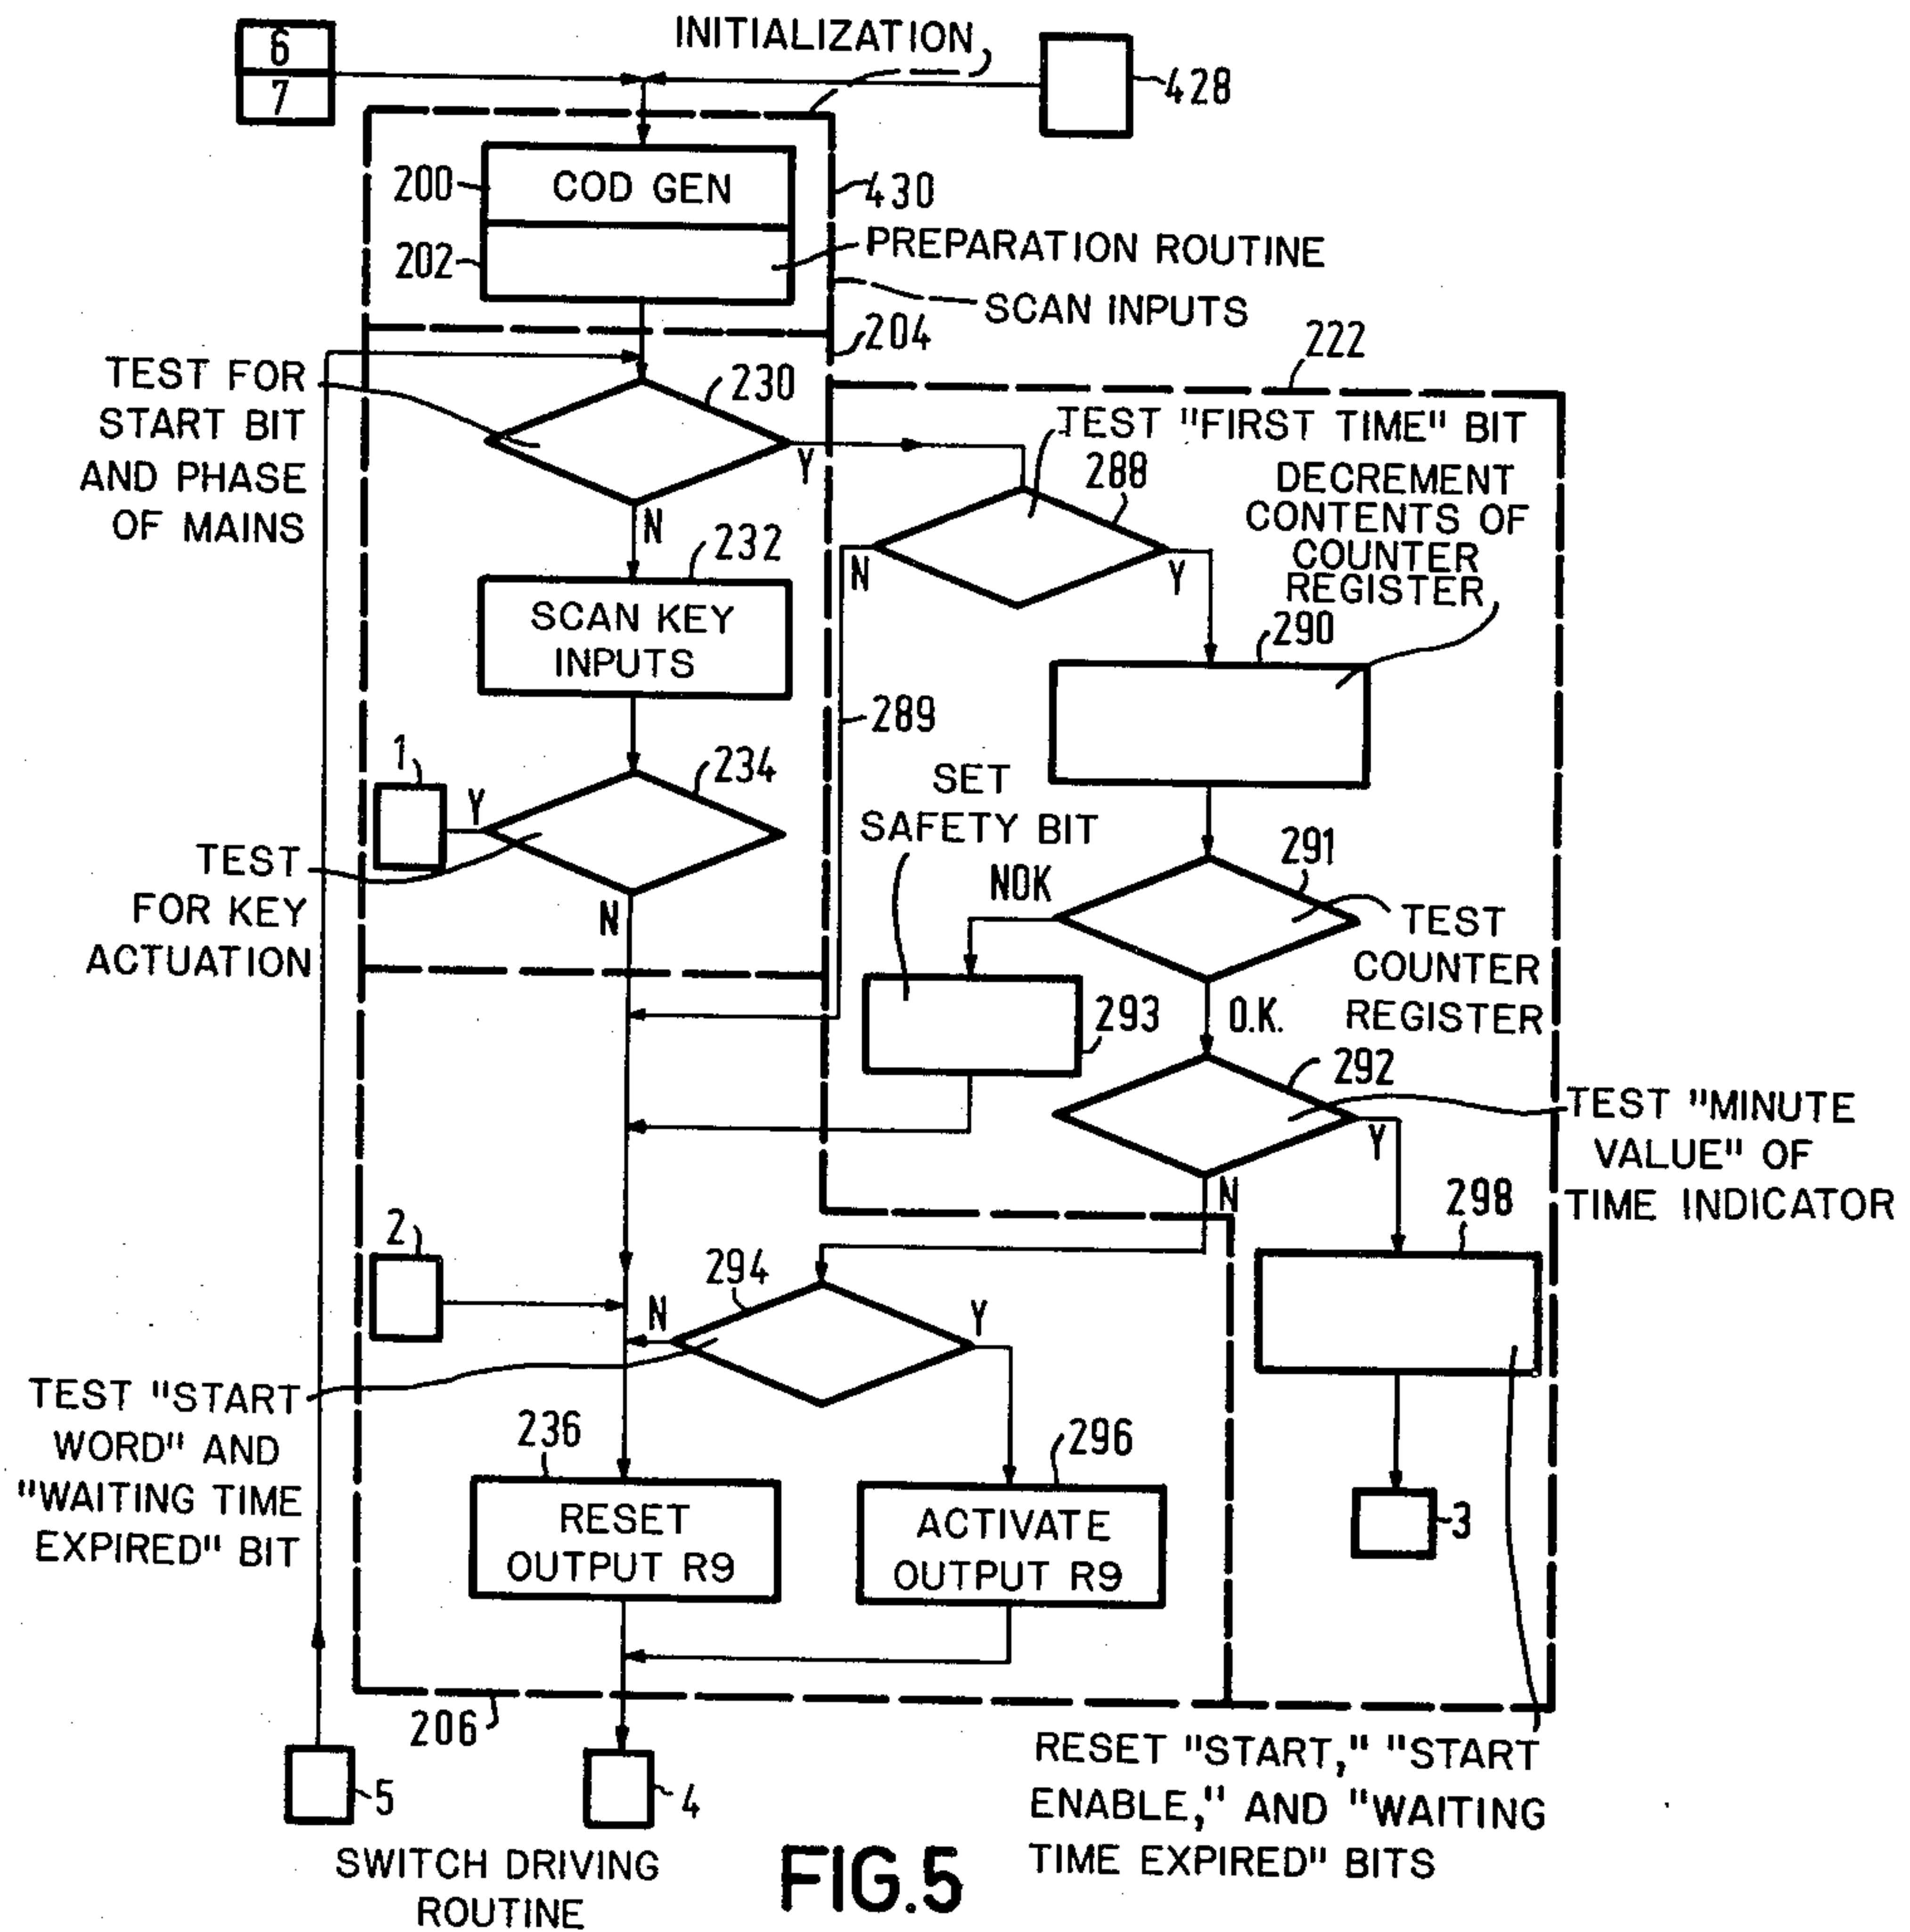 6
7
INITIALIZATION
428
200
COD GEN
430
202
PREPARATION ROUTINE
SCAN INPUTS
204
222
TEST FOR
START BIT
AND PHASE
OF MAINS
230
Y
N
TEST "FIRST TIME" BIT
288
DECREMENT
CONTENTS OF
COUNTER
REGISTER
N
Y
290
232
SCAN KEY
INPUTS
289
1
Y
234
TEST
FOR KEY
ACTUATION
N
SET
SAFETY BIT
NOK
291
TEST
COUNTER
REGISTER
293
O.K.
292
TEST "MINUTE
VALUE" OF
TIME INDICATOR
Y
N
298
2
294
N
Y
TEST "START
WORD" AND
"WAITING TIME
EXPIRED" BIT
236
RESET
OUTPUT R9
296
ACTIVATE
OUTPUT R9
3
206
5
4
RESET "START," "START
ENABLE," AND "WAITING
TIME EXPIRED" BITS
SWITCH DRIVING
ROUTINE
FIG.5